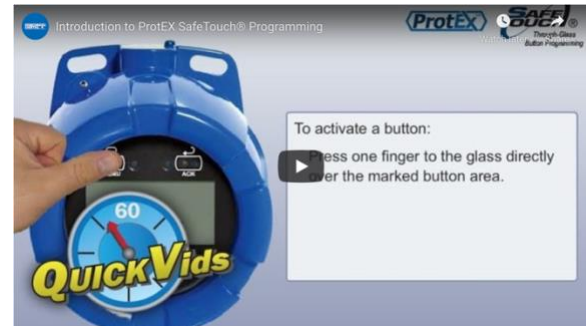 Introduction to ProtEX SafeTouch® Programming
ProtEX
SAFE
TOUCH®
Through-Glass
Button Programming
To activate a button:
Press one finger to the glass directly
over the marked button area.
ACK
60
QUICKVids